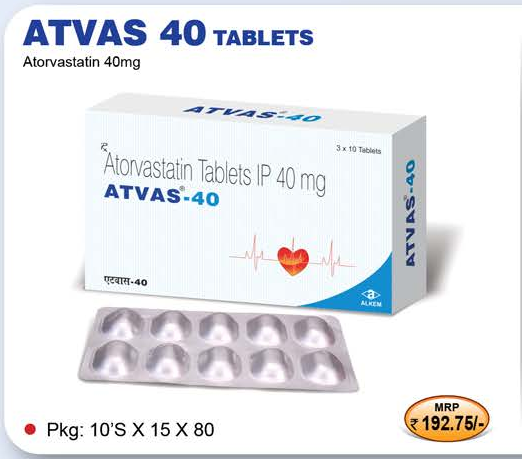 ATVAS 40 TABLETS
Atorvastatin 40mg
ATVAS®-40
3 x 10 Tablets
℞
Atorvastatin Tablets IP 40 mg
ATVAS®-40
ATVAS®-40
एटवास-40
ALKEM
Pkg: 10'S X 15 X 80
MRP
₹ 192.75/-